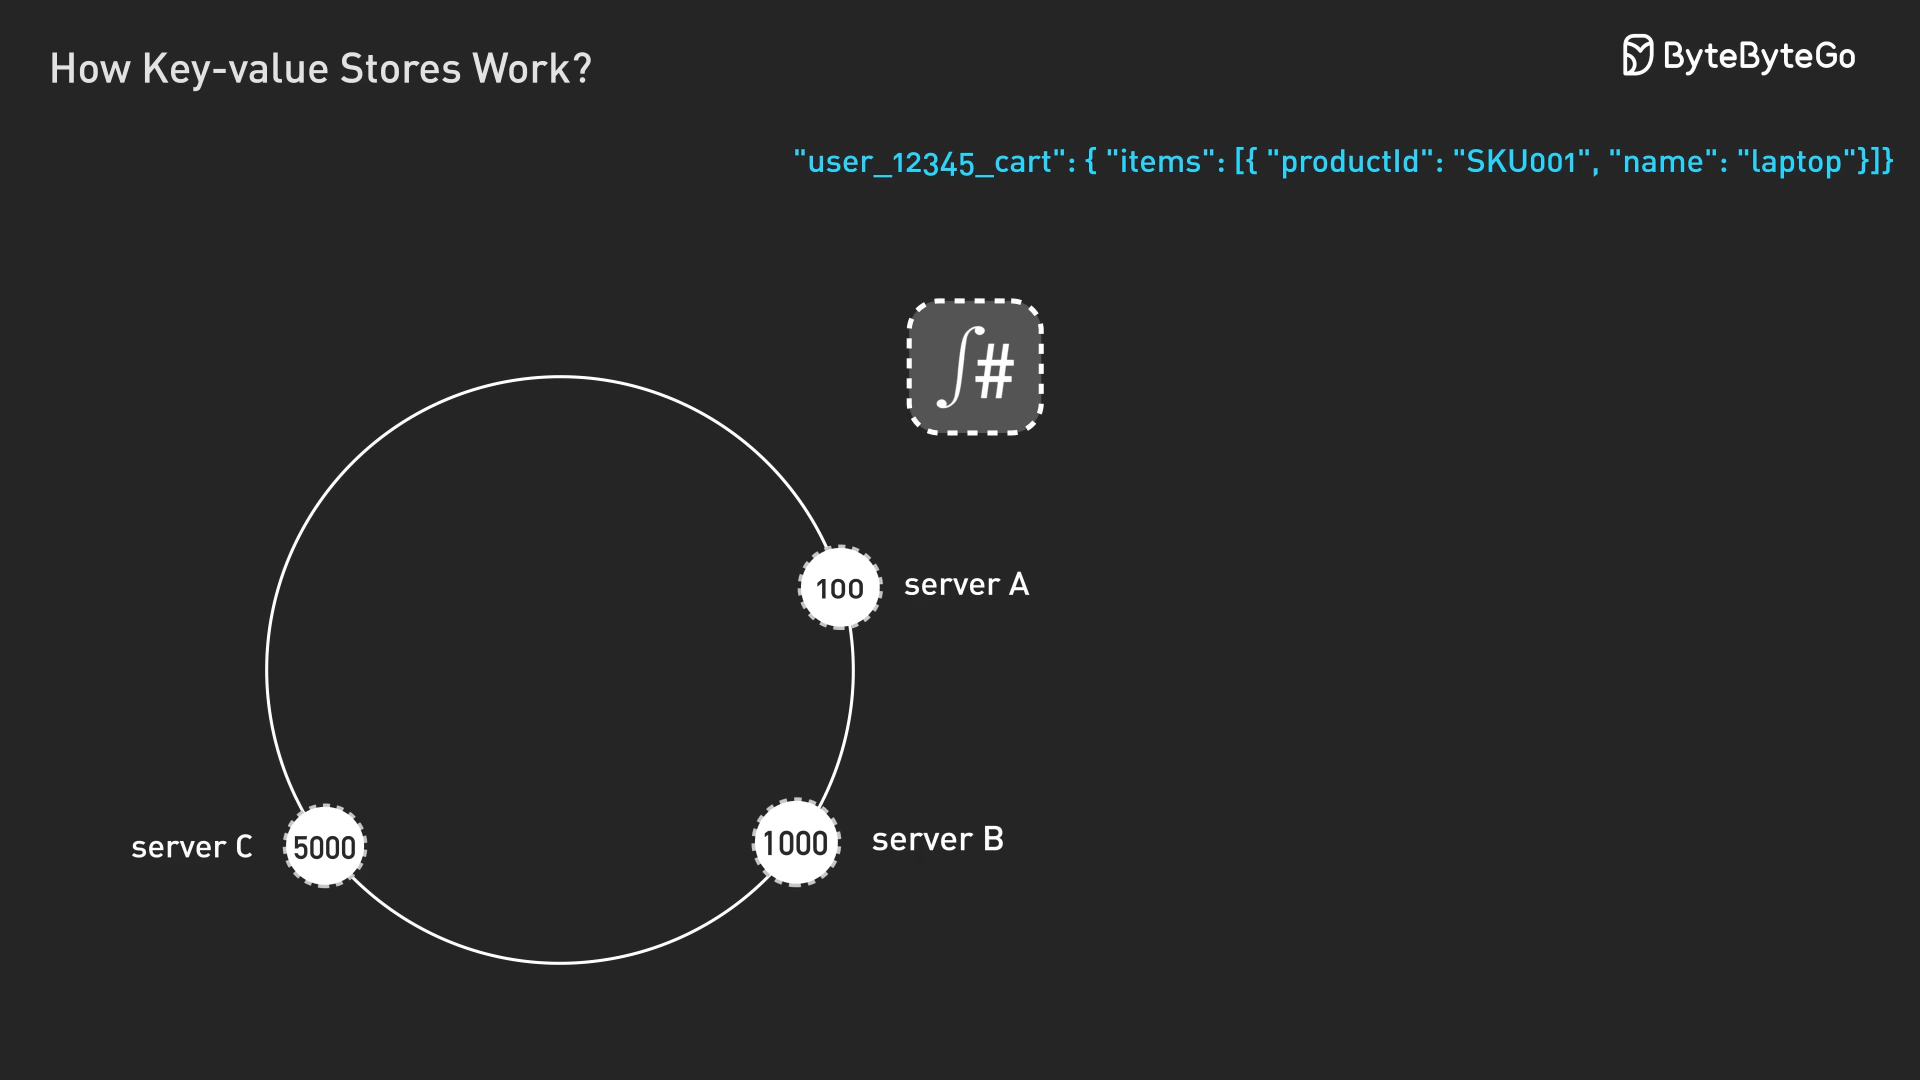 How Key-value Stores Work?
ByteByteGo
"user_12345_cart": { "items": [{ "productId": "SKU001", "name": "laptop"}]}
∫#
100
server A
1000
server B
server C
5000